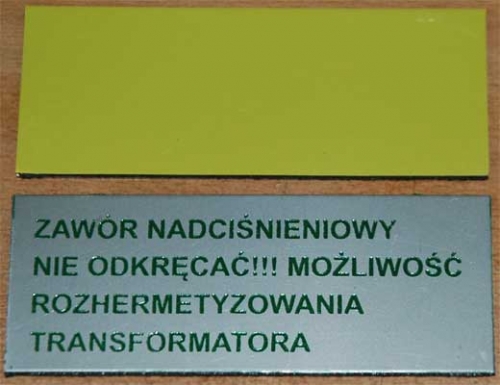 ZAWÓR NADCIŚNIENIOWY
NIE ODKRĘCAĆ!!! MOŻLIWOŚĆ
ROZHERMETYZOWANIA
TRANSFORMATORA